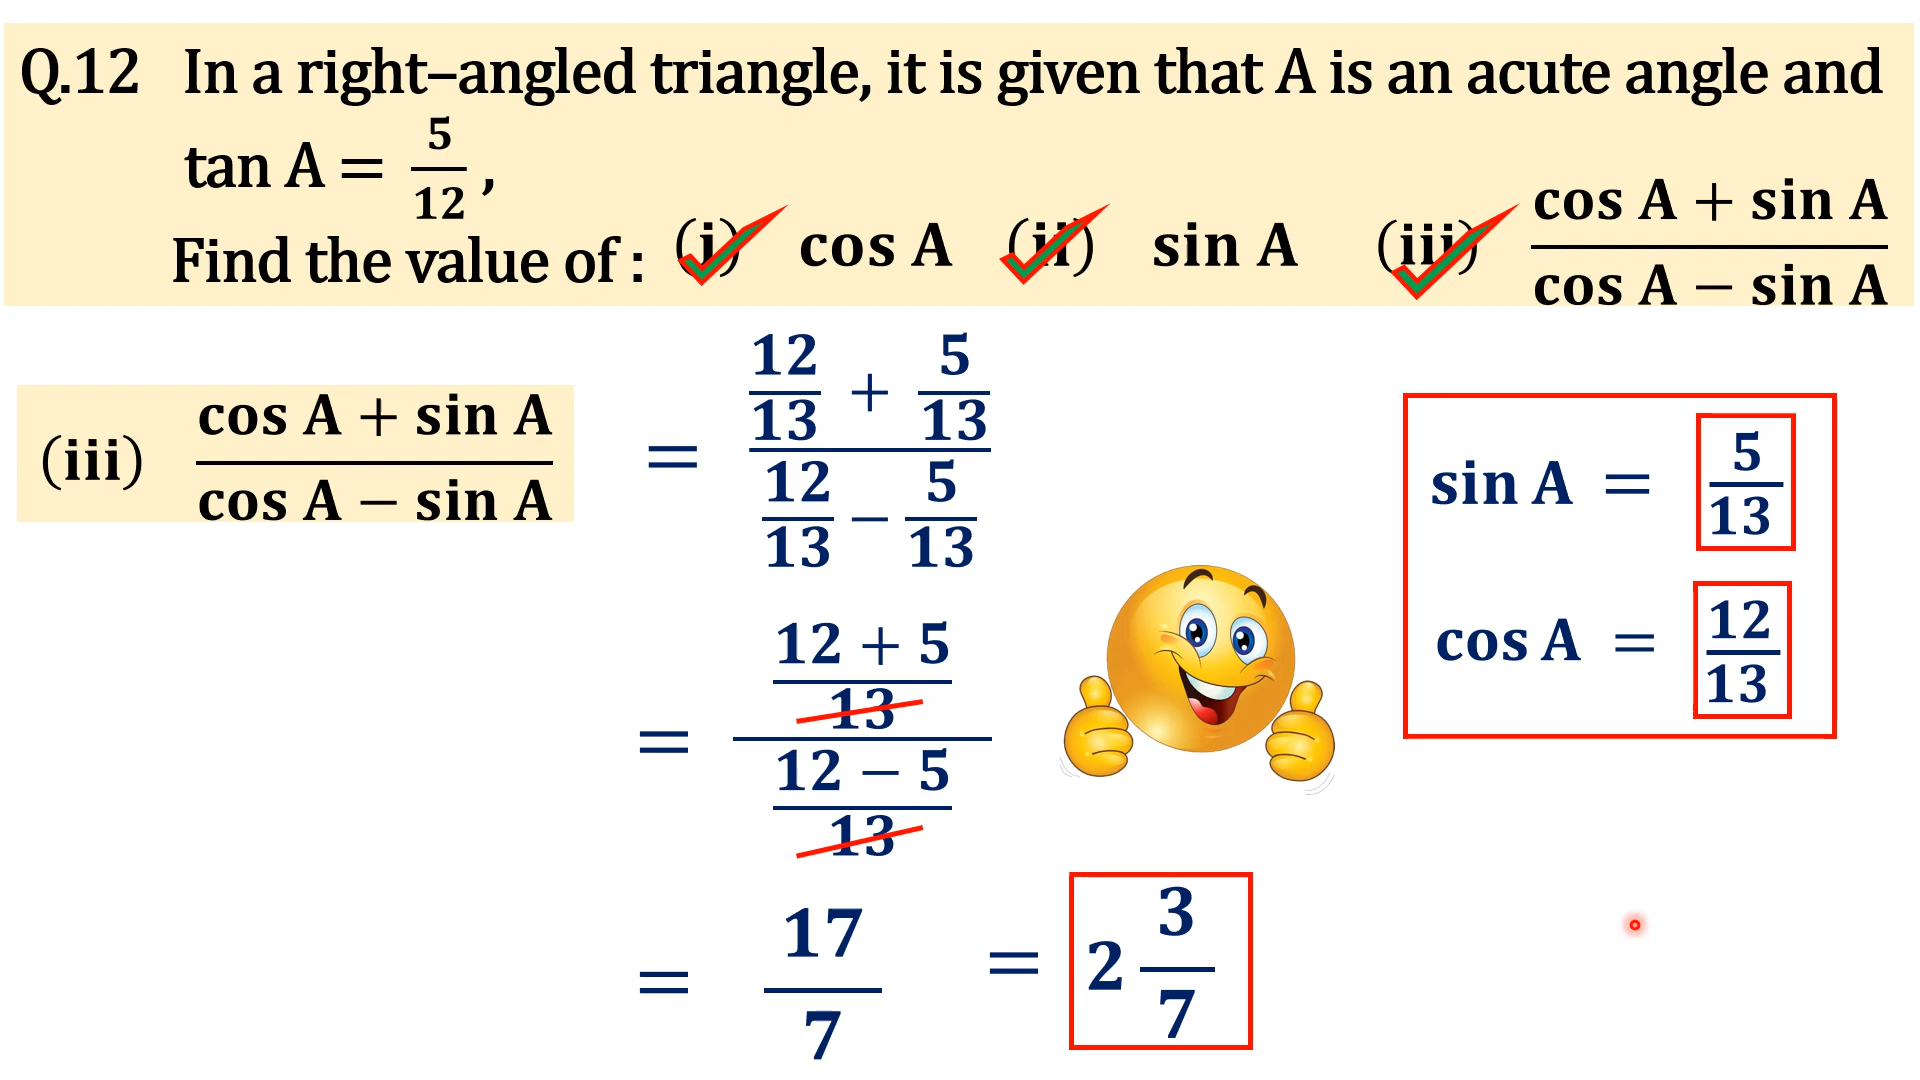 Q.12 In a right–angled triangle, it is given that A is an acute angle and
tan A = 5/12 ,
Find the value of : (i) cos A (ii) sin A (iii) (cos A + sin A)/(cos A − sin A)
(iii) (cos A + sin A)/(cos A − sin A) = (12/13 + 5/13)/(12/13 − 5/13)
sin A = 5/13
cos A = 12/13
= ((12 + 5)/13)/((12 − 5)/13)
= 17/7 = 2 3/7